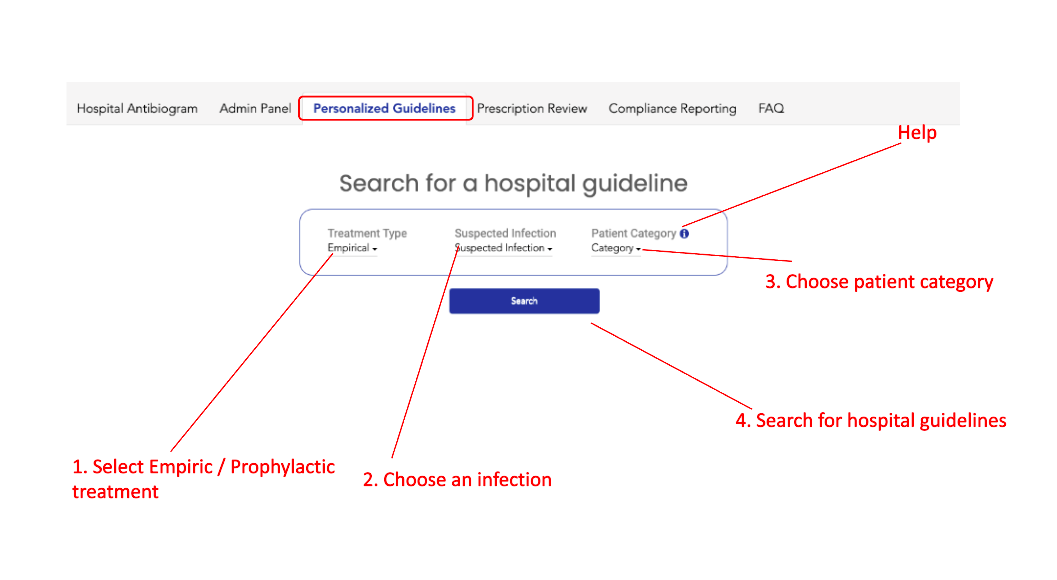 Hospital Antibiogram Admin Panel Personalized Guidelines Prescription Review Compliance Reporting FAQ
Help
Search for a hospital guideline
Treatment Type Suspected Infection Patient Category
Empirical Suspected Infection Category
3. Choose patient category
Search
4. Search for hospital guidelines
1. Select Empiric / Prophylactic
treatment
2. Choose an infection